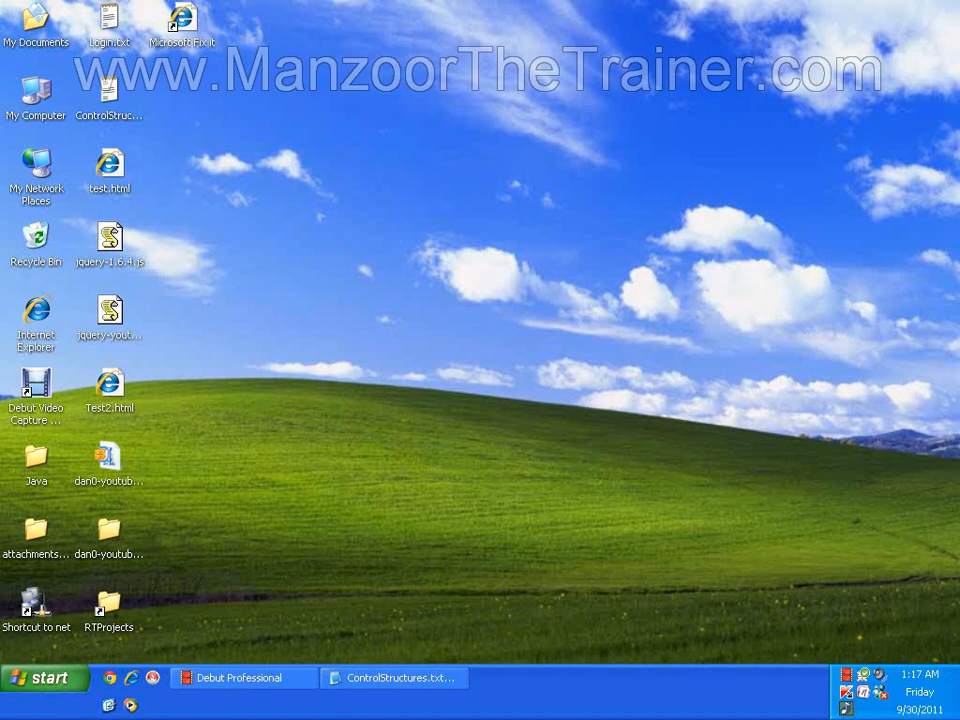 www.ManzoorTheTrainer.com
My Documents
Login.txt
Microsoft Fix it
My Computer
ControlStruc...
My Network
Places
test.html
Recycle Bin
jquery-1.6.4.js
Internet
Explorer
jquery-yout...
Debut Video
Capture ...
Test2.html
Java
dan0-youtub...
attachments...
dan0-youtub...
Shortcut to net
RTProjects
start
Debut Professional
ControlStructures.txt...
1:17 AM
Friday
9/30/2011